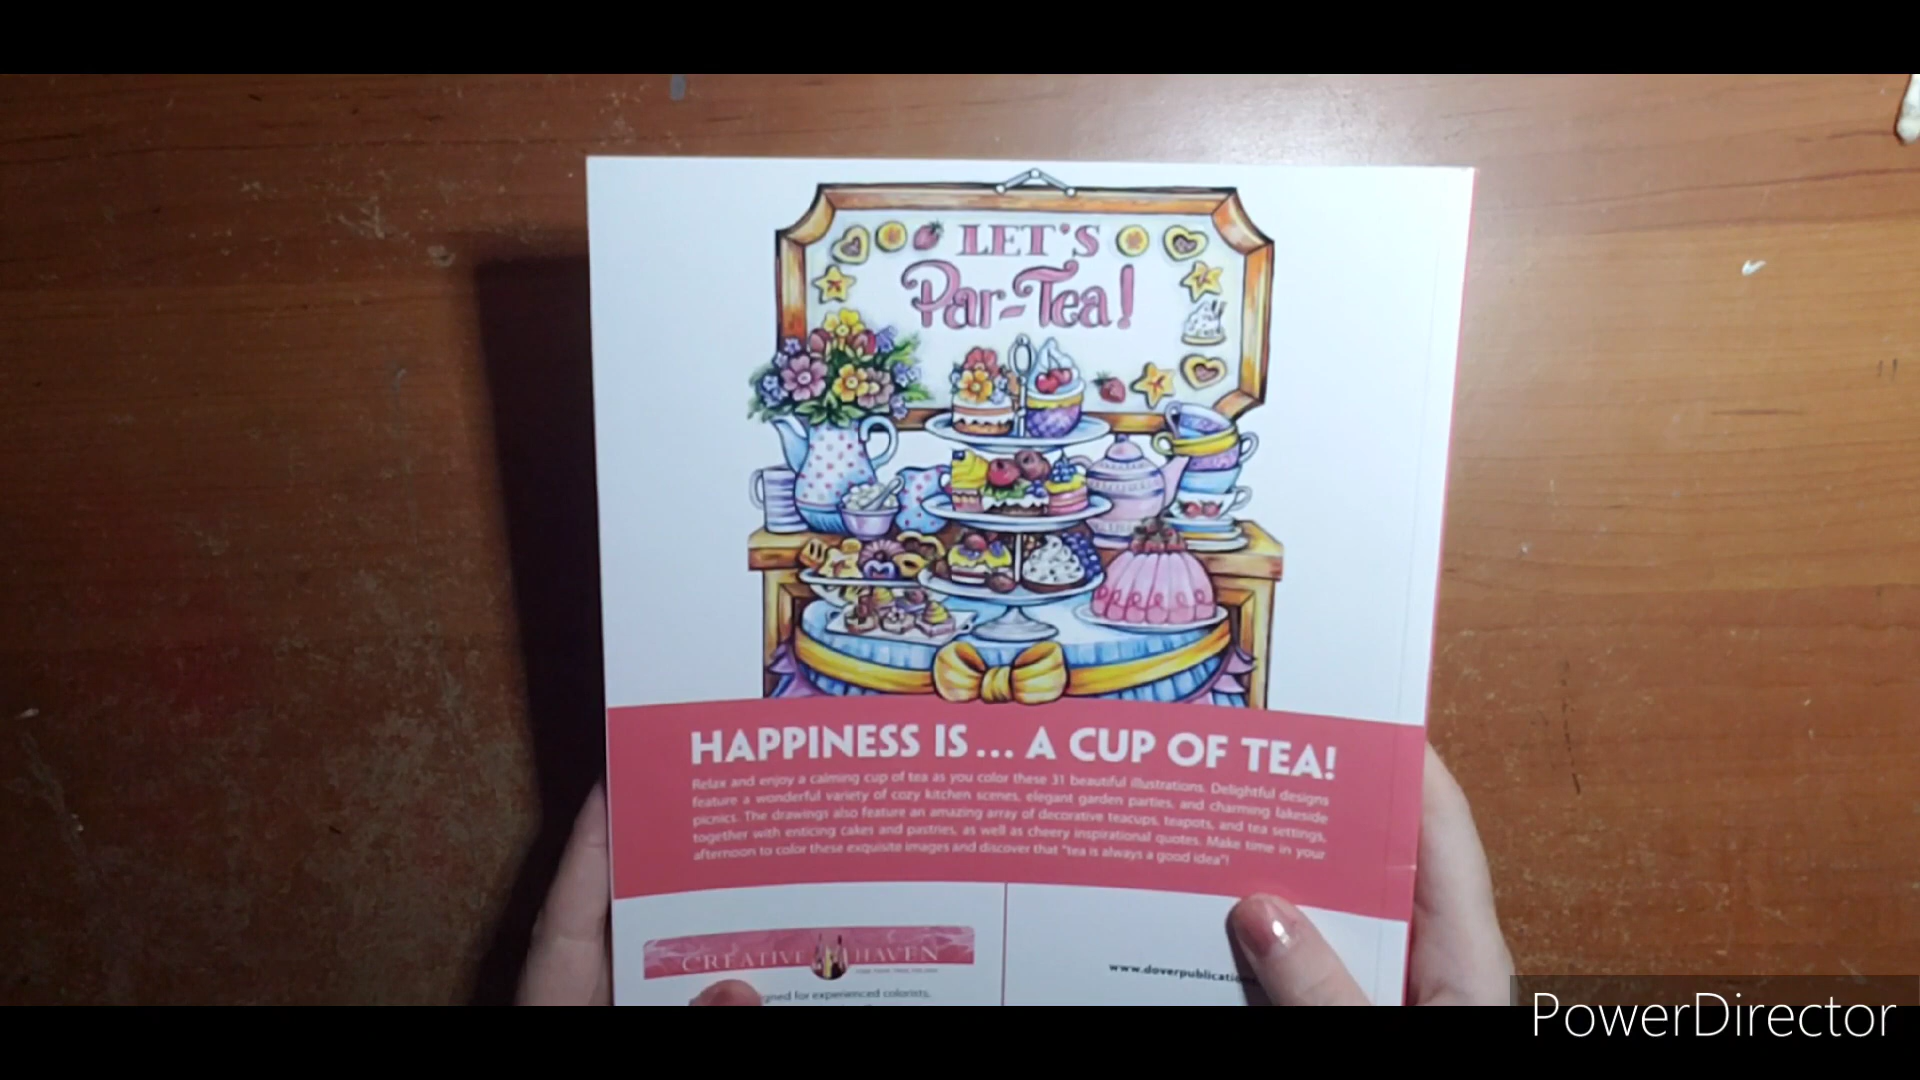 LET'S
Par-Tea!
HAPPINESS IS... A CUP OF TEA!
Relax and enjoy a calming cup of tea as you color these 31 beautiful illustrations. Delightful designs
feature a wonderful variety of cozy kitchen scenes, elegant garden parties, and charming lakeside
picnics. The drawings also feature an amazing array of decorative teacups, teapots, and tea settings,
together with enticing cakes and pastries, as well as cheery inspirational quotes. Make time in your
afternoon to color these exquisite images and discover that "tea is always a good idea"!
CREATIVE HAVEN
for experienced colorists.
www.doverpublication
PowerDirector